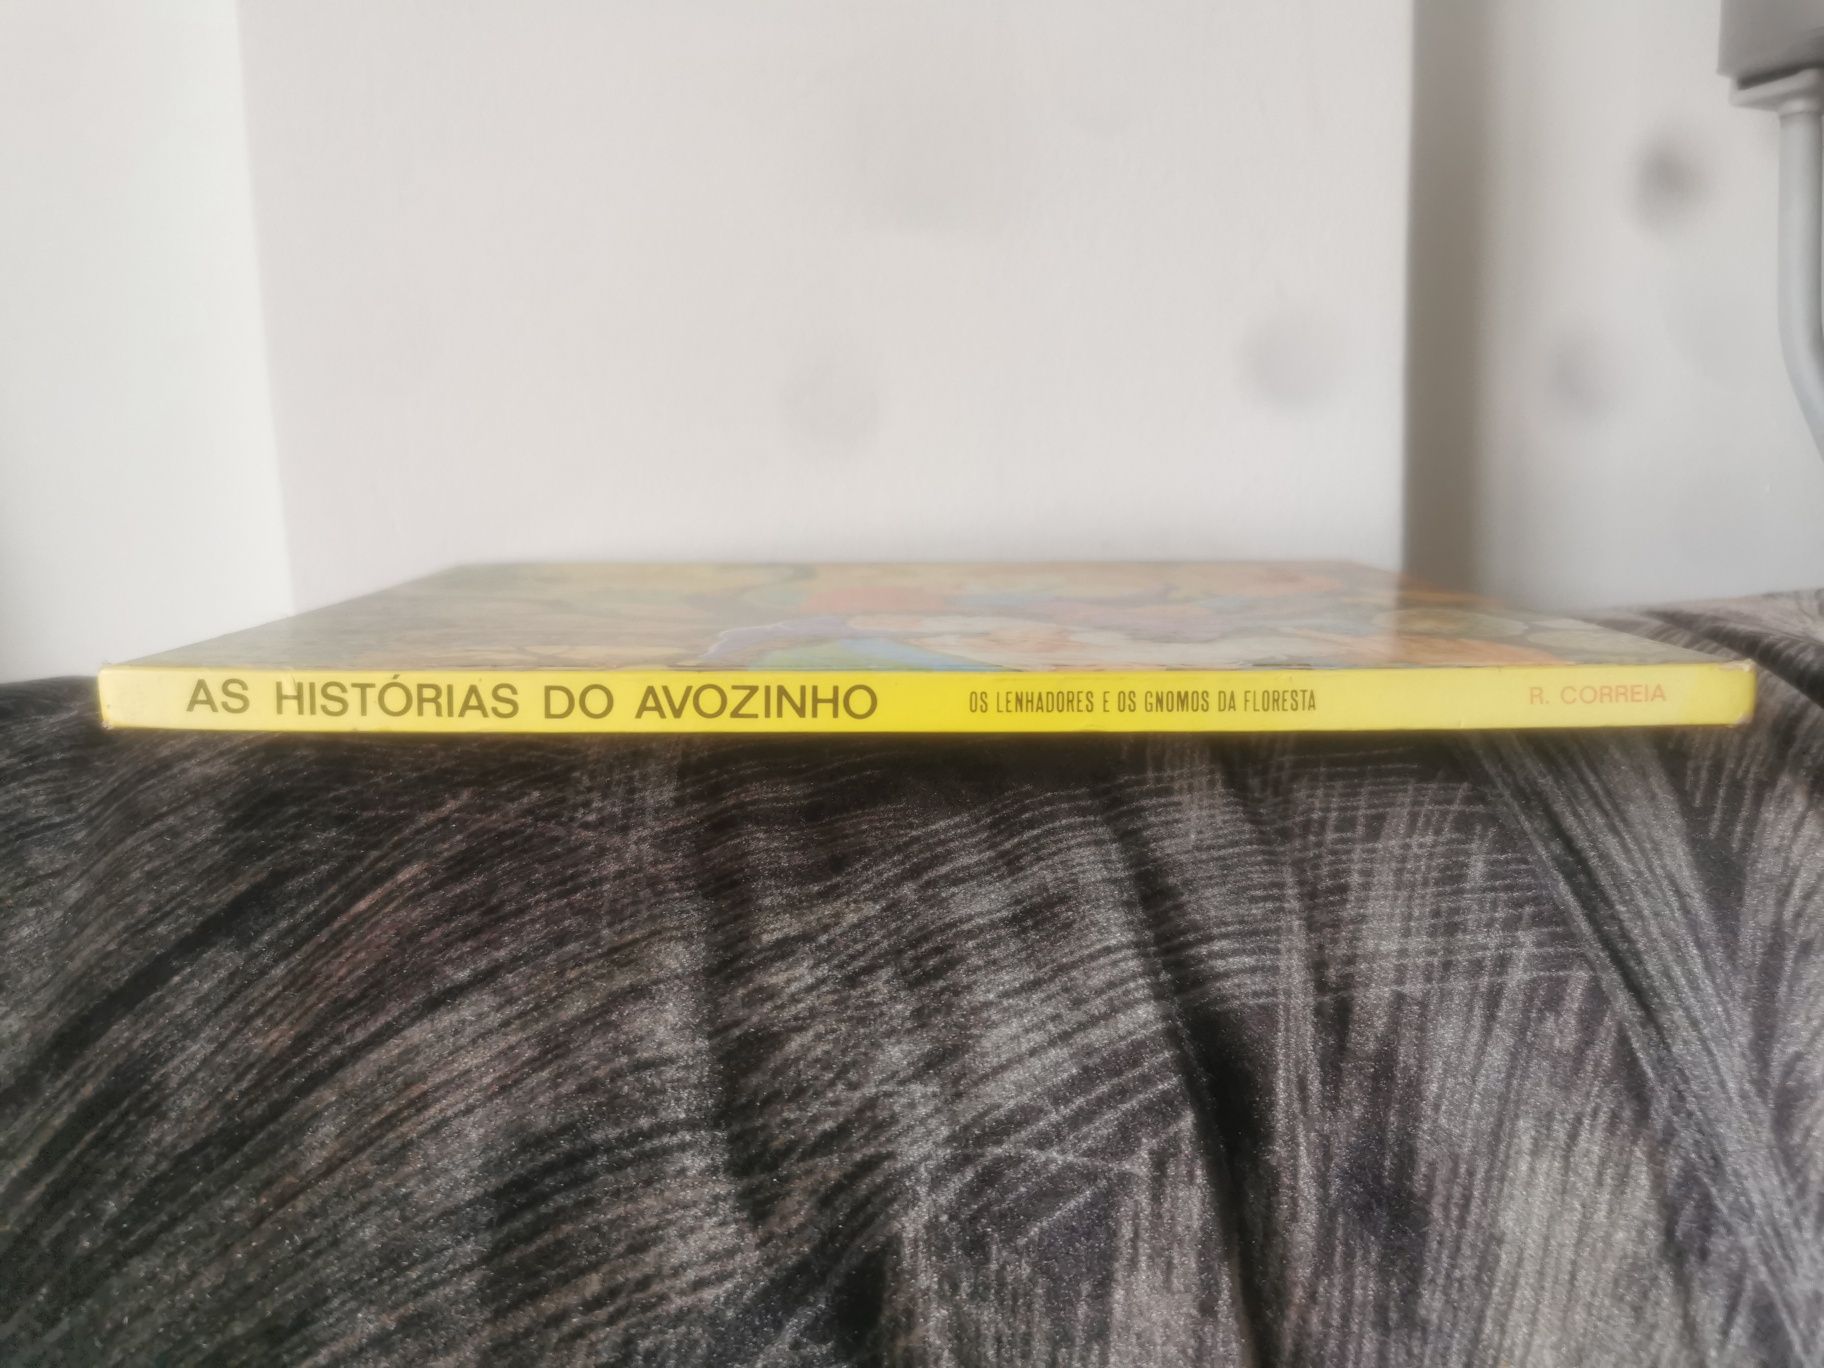 AS HISTÓRIAS DO AVOZINHO OS LENHADORES E OS GNOMOS DA FLORESTA R. CORREIA